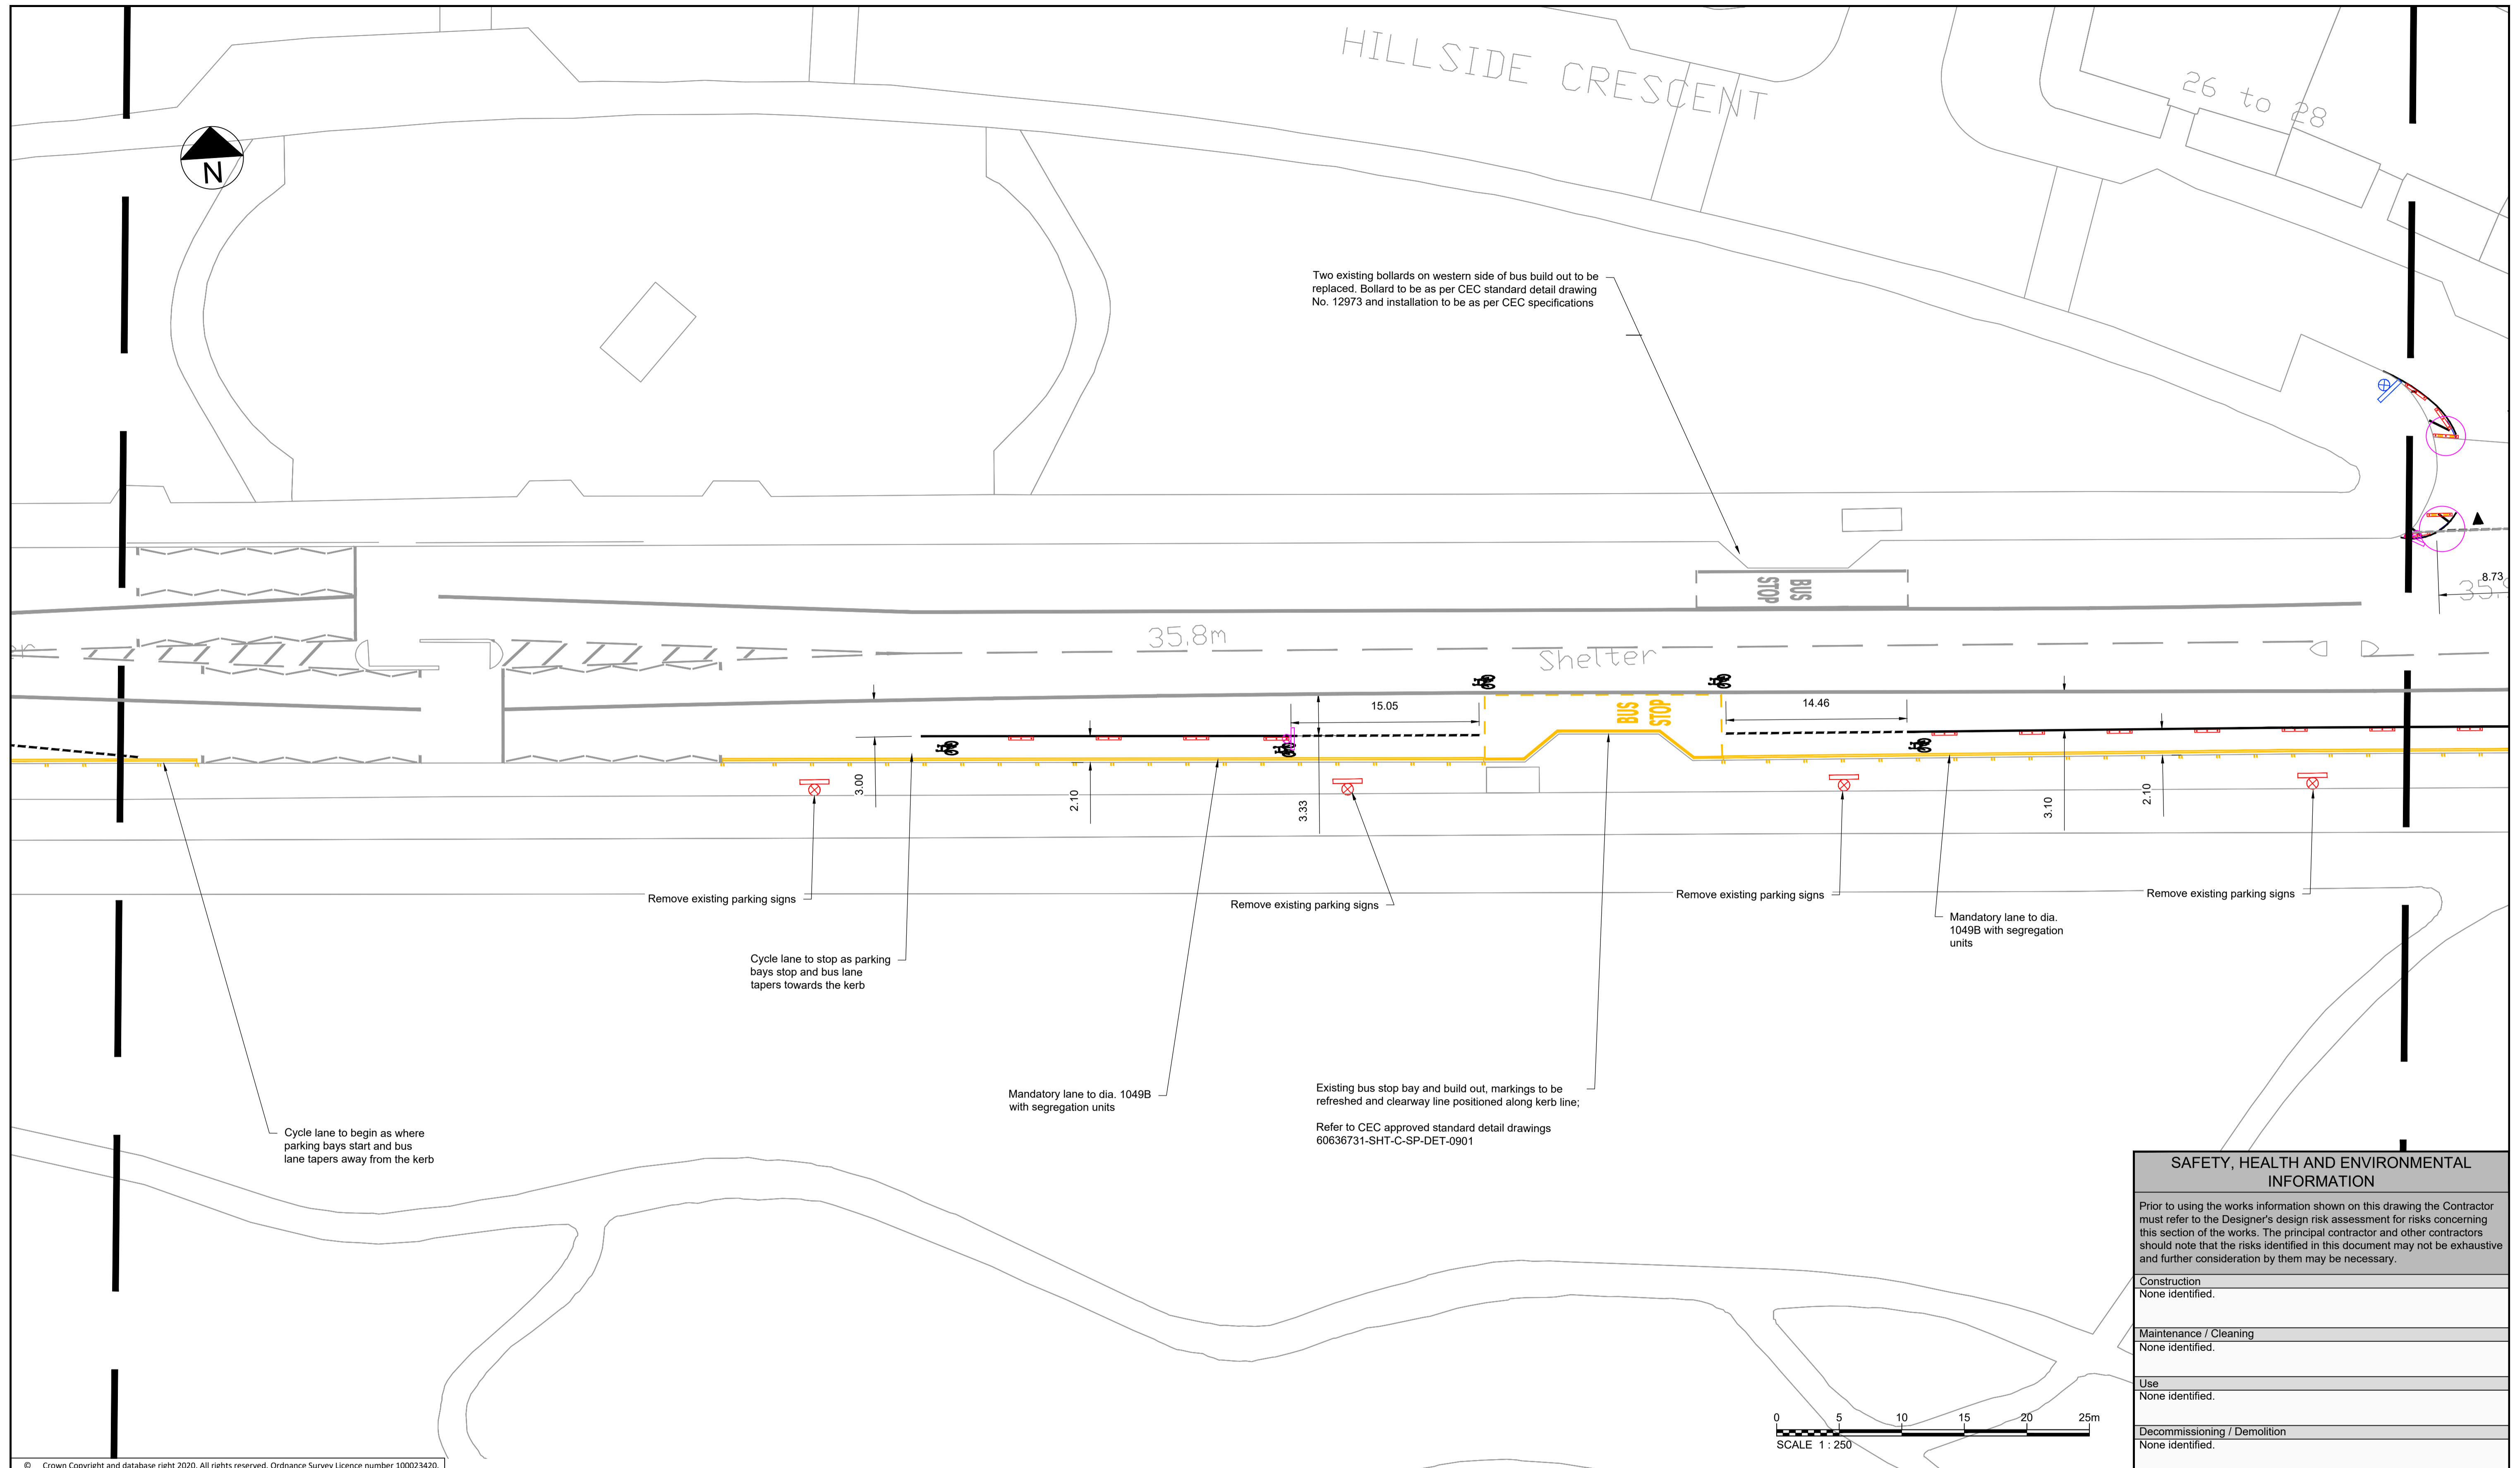 HILLSIDE CRESCENT
26 to 28
N
Two existing bollards on western side of bus build out to be
replaced. Bollard to be as per CEC standard detail drawing
No. 12973 and installation to be as per CEC specifications
BUS
STOP
8.73
35.8m
Shelter
15.05
BUS
STOP
14.46
3.00
2.10
3.33
3.10
2.10
Remove existing parking signs
Remove existing parking signs
Remove existing parking signs
Remove existing parking signs
Mandatory lane to dia.
1049B with segregation
units
Cycle lane to stop as parking
bays stop and bus lane
tapers towards the kerb
Mandatory lane to dia. 1049B
with segregation units
Existing bus stop bay and build out, markings to be
refreshed and clearway line positioned along kerb line;
Refer to CEC approved standard detail drawings
60636731-SHT-C-SP-DET-0901
Cycle lane to begin as where
parking bays start and bus
lane tapers away from the kerb
SAFETY, HEALTH AND ENVIRONMENTAL
INFORMATION
Prior to using the works information shown on this drawing the Contractor
must refer to the Designer's design risk assessment for risks concerning
this section of the works. The principal contractor and other contractors
should note that the risks identified in this document may not be exhaustive
and further consideration by them may be necessary.
Construction
None identified.
Maintenance / Cleaning
None identified.
Use
None identified.
Decommissioning / Demolition
None identified.
0 5 10 15 20 25m
SCALE 1 : 250
© Crown Copyright and database right 2020. All rights reserved. Ordnance Survey Licence number 100023420.